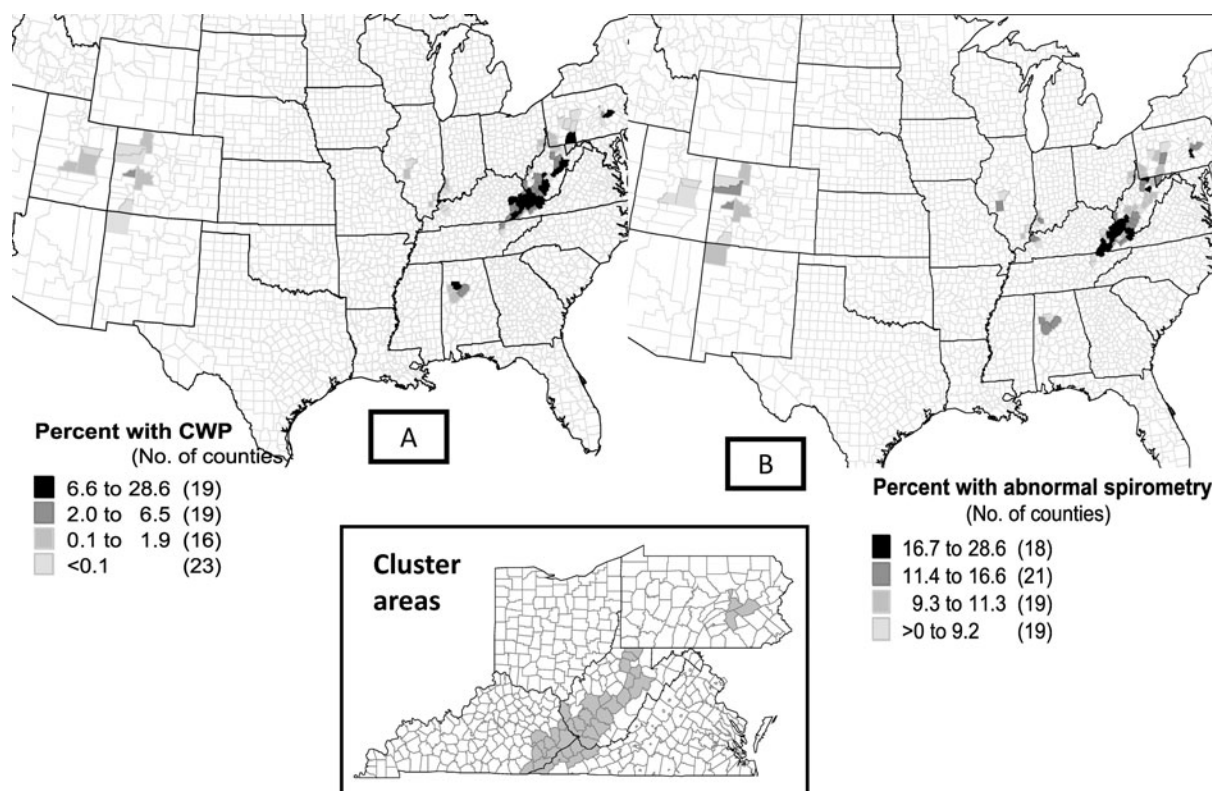 A
Percent with CWP
(No. of counties
6.6 to 28.6 (19)
2.0 to 6.5 (19)
0.1 to 1.9 (16)
<0.1 (23)
B
Percent with abnormal spirometry
(No. of counties)
16.7 to 28.6 (18)
11.4 to 16.6 (21)
9.3 to 11.3 (19)
>0 to 9.2 (19)
Cluster
areas